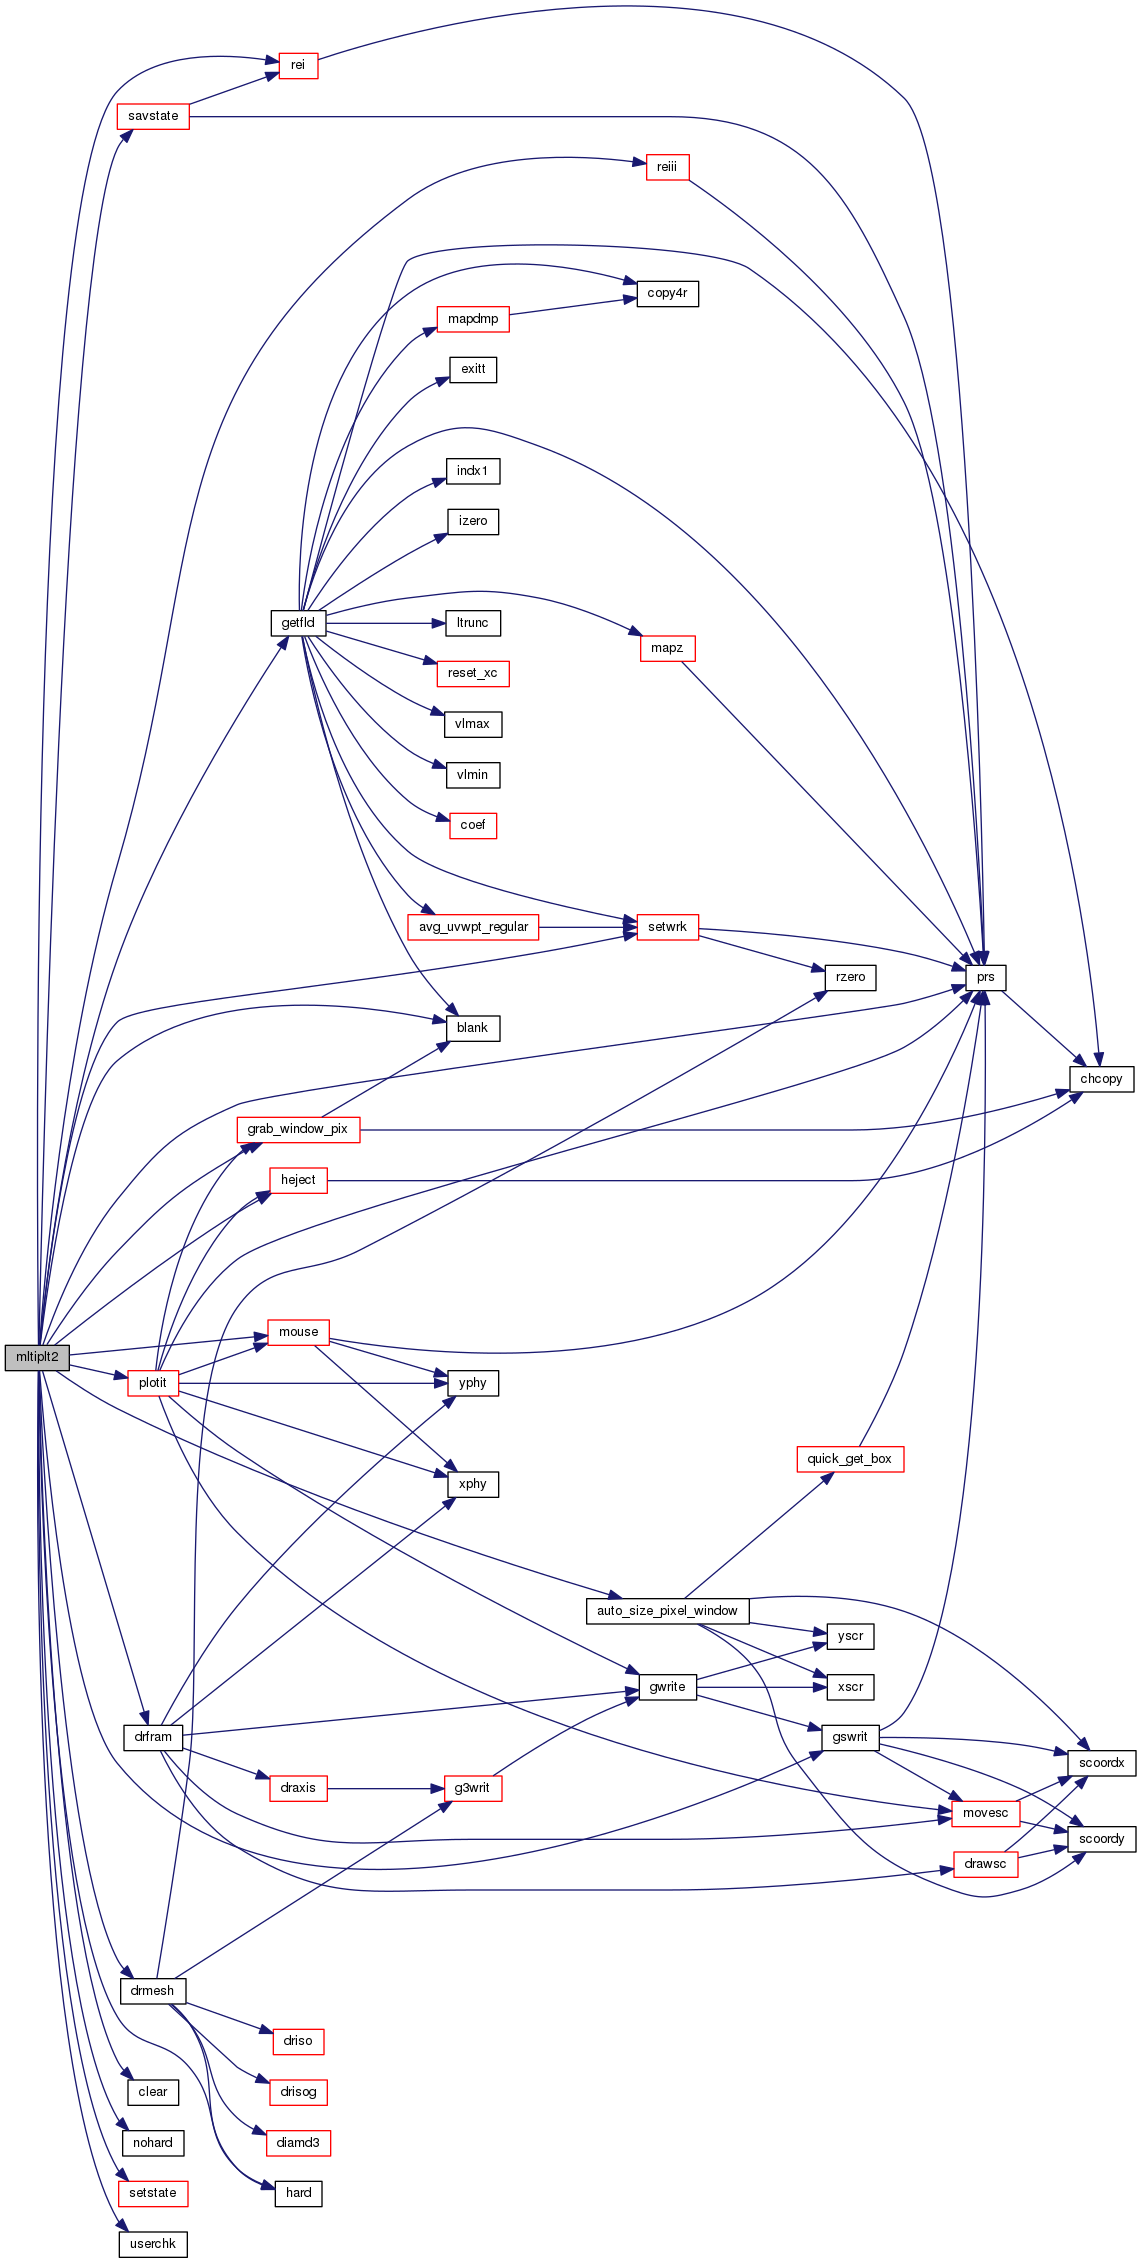 rei
savstate
reiii
copy4r
mapdmp
exitt
indx1
izero
getfld
ltrunc
mapz
reset_xc
vlmax
vlmin
coef
avg_uvwpt_regular
setwrk
rzero
prs
blank
chcopy
grab_window_pix
heject
mouse
mltiplt2
plotit
yphy
quick_get_box
xphy
auto_size_pixel_window
yscr
gwrite
xscr
drfram
gswrit
scoordx
draxis
g3writ
movesc
scoordy
drawsc
drmesh
driso
clear
drisog
nohard
diamd3
setstate
hard
userchk